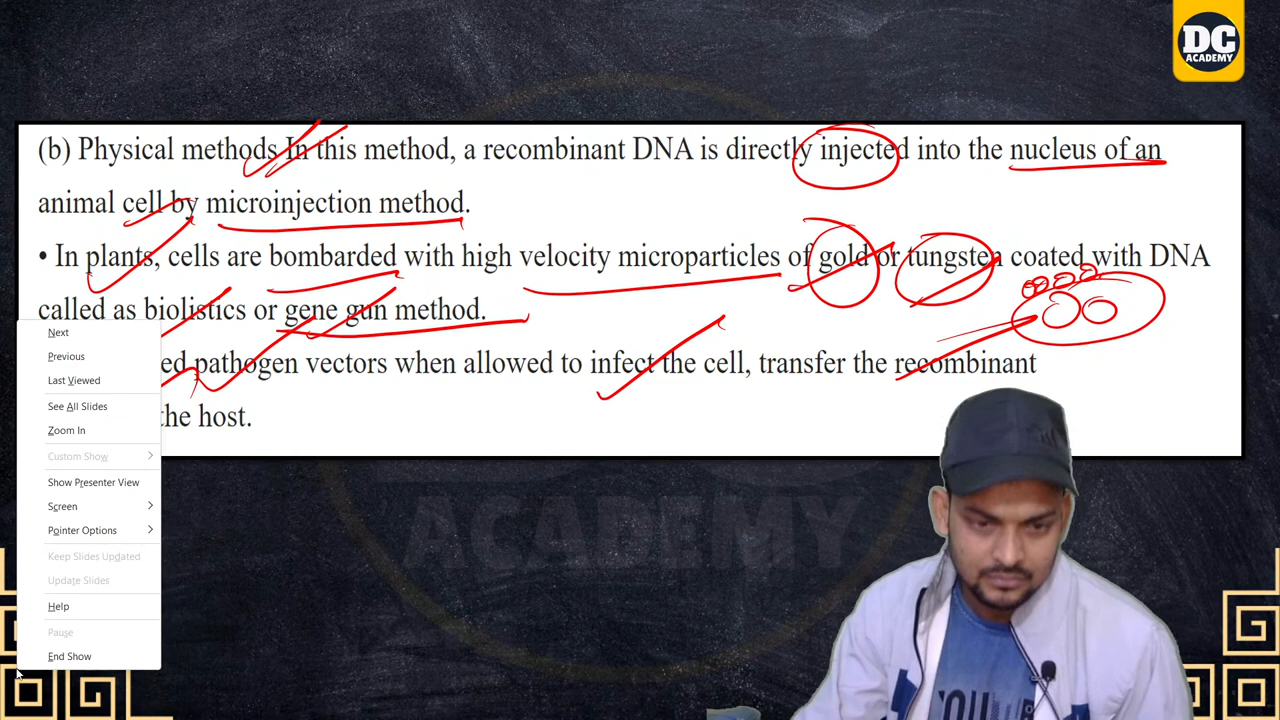 DC
ACADEMY
(b) Physical methods In this method, a recombinant DNA is directly injected into the nucleus of an
animal cell by microinjection method.
• In plants, cells are bombarded with high velocity microparticles of gold or tungsten coated with DNA
called as biolistics or gene gun method.
ed pathogen vectors when allowed to infect the cell, transfer the recombinant
the host.
Next
Previous
Last Viewed
See All Slides
Zoom In
Custom Show
Show Presenter View
Screen
Pointer Options
Keep Slides Updated
Update Slides
Help
Pause
End Show
ACADEMY
YOU